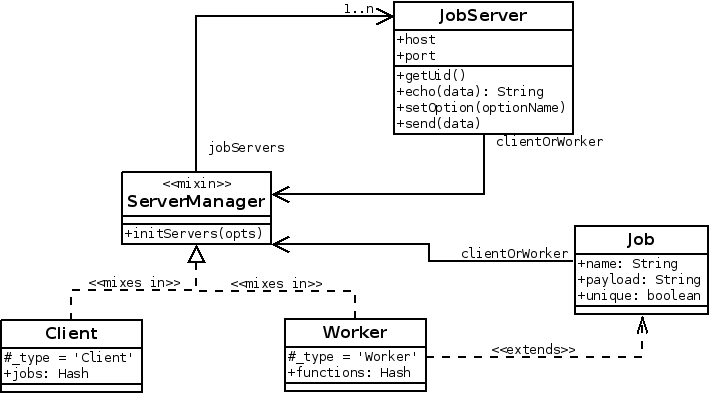 1..n
JobServer
+host
+port
+getUid()
+echo(data): String
+setOption(optionName)
+send(data)
jobServers
clientOrWorker
<<mixin>>
ServerManager
+initServers(opts)
clientOrWorker
Job
+name: String
+payload: String
+unique: boolean
<<mixes in>>
<<mixes in>>
Client
#_type = 'Client'
+jobs: Hash
Worker
#_type = 'Worker'
+functions: Hash
<<extends>>